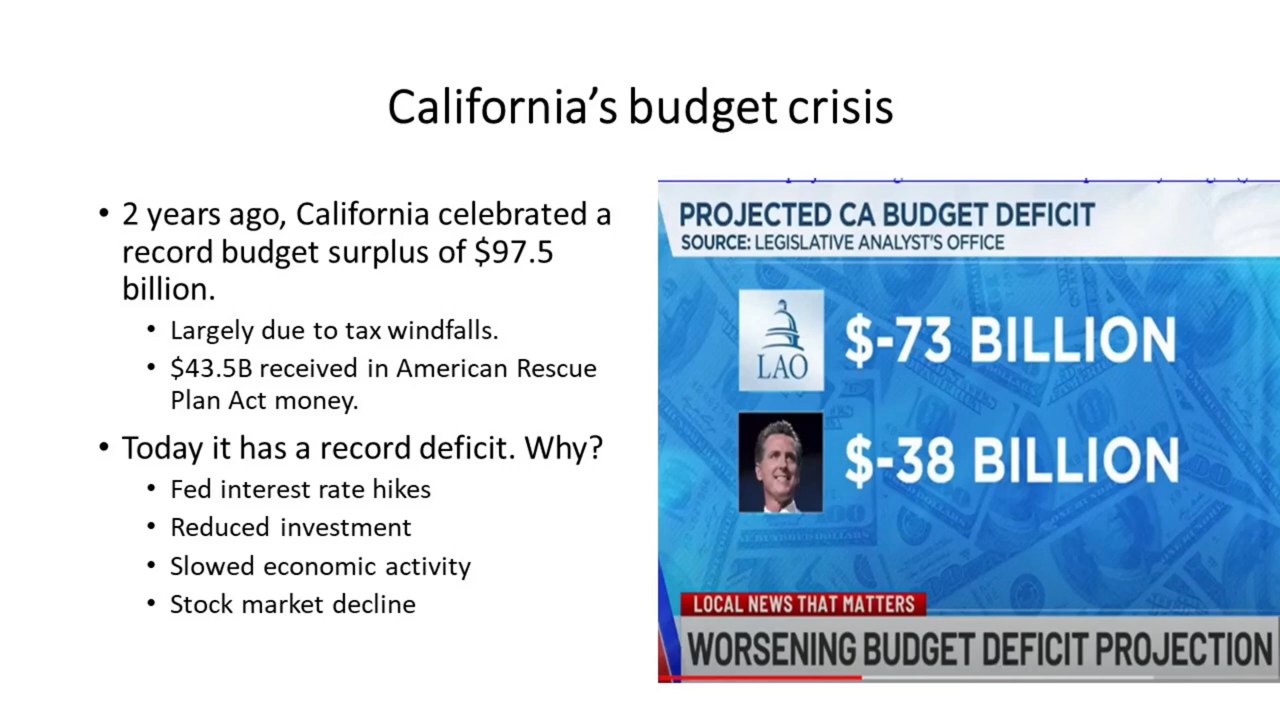 California's budget crisis
• 2 years ago, California celebrated a
record budget surplus of $97.5
billion.
• Largely due to tax windfalls.
• $43.5B received in American Rescue
Plan Act money.
• Today it has a record deficit. Why?
• Fed interest rate hikes
• Reduced investment
• Slowed economic activity
• Stock market decline
PROJECTED CA BUDGET DEFICIT
SOURCE: LEGISLATIVE ANALYST'S OFFICE
LAO
$-73 BILLION
$-38 BILLION
LOCAL NEWS THAT MATTERS
WORSENING BUDGET DEFICIT PROJECTION